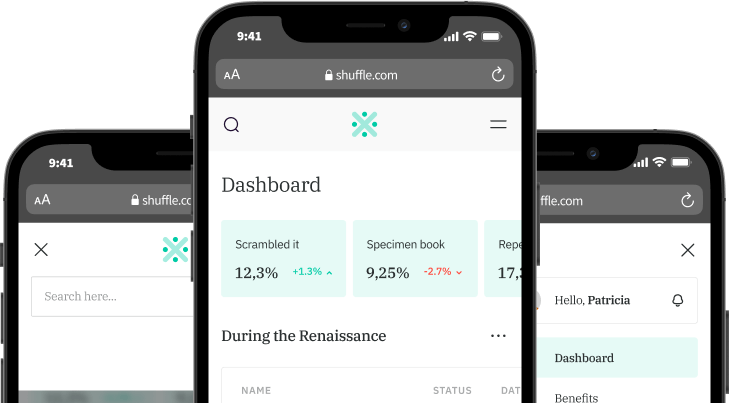 9:41
AA shuffle.com
Dashboard
Scrambled it
12,3% +1.3%
Specimen book
9,25% -2.7%
Repe
17,3
During the Renaissance
NAME STATUS DAT
9:41
AA shuffle.c
Search here...
ffle.com
Hello, Patricia
Dashboard
Benefits